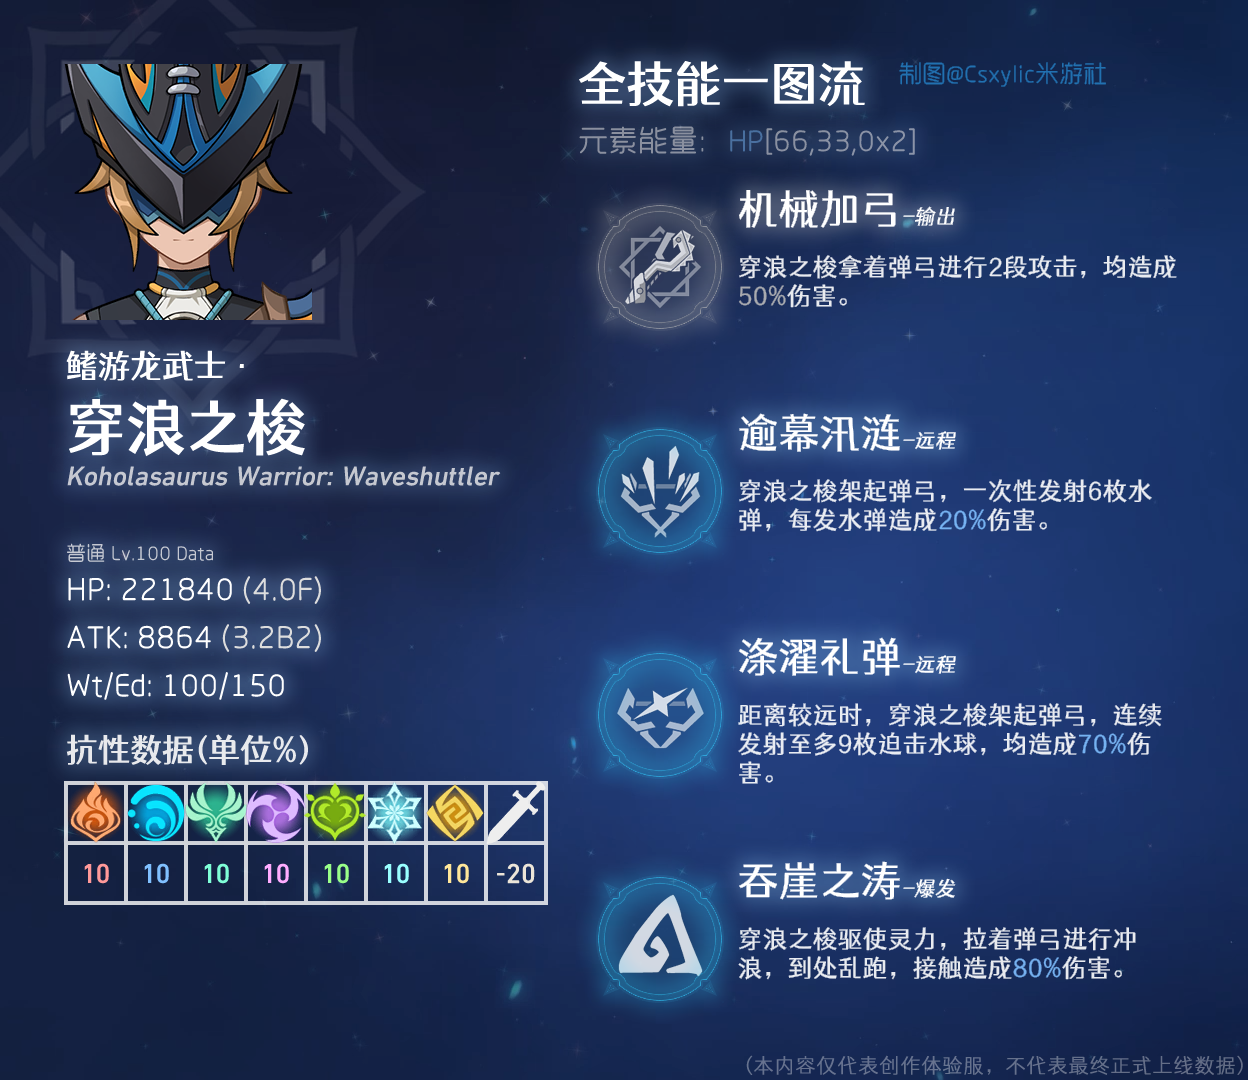 全技能一图流
制图@Csxylic米游社
元素能量: HP[66,33,0x2]
鳍游龙武士 ·
穿浪之梭
Koholasaurus Warrior: Waveshuttler
普通 Lv.100 Data
HP: 221840 (4.0F)
ATK: 8864 (3.2B2)
Wt/Ed: 100/150
抗性数据(单位%)
10 10 10 10 10 10 10 -20
机械加弓-输出
穿浪之梭拿着弹弓进行2段攻击，均造成
50%伤害。
逾幕汛涟-远程
穿浪之梭架起弹弓，一次性发射6枚水
弹，每发水弹造成20%伤害。
涤濯礼弹-远程
距离较远时，穿浪之梭架起弹弓，连续
发射至多9枚迫击水球，均造成70%伤
害。
吞崖之涛-爆发
穿浪之梭驱使灵力，拉着弹弓进行冲
浪，到处乱跑，接触造成80%伤害。
(本内容仅代表创作体验服，不代表最终正式上线数据)